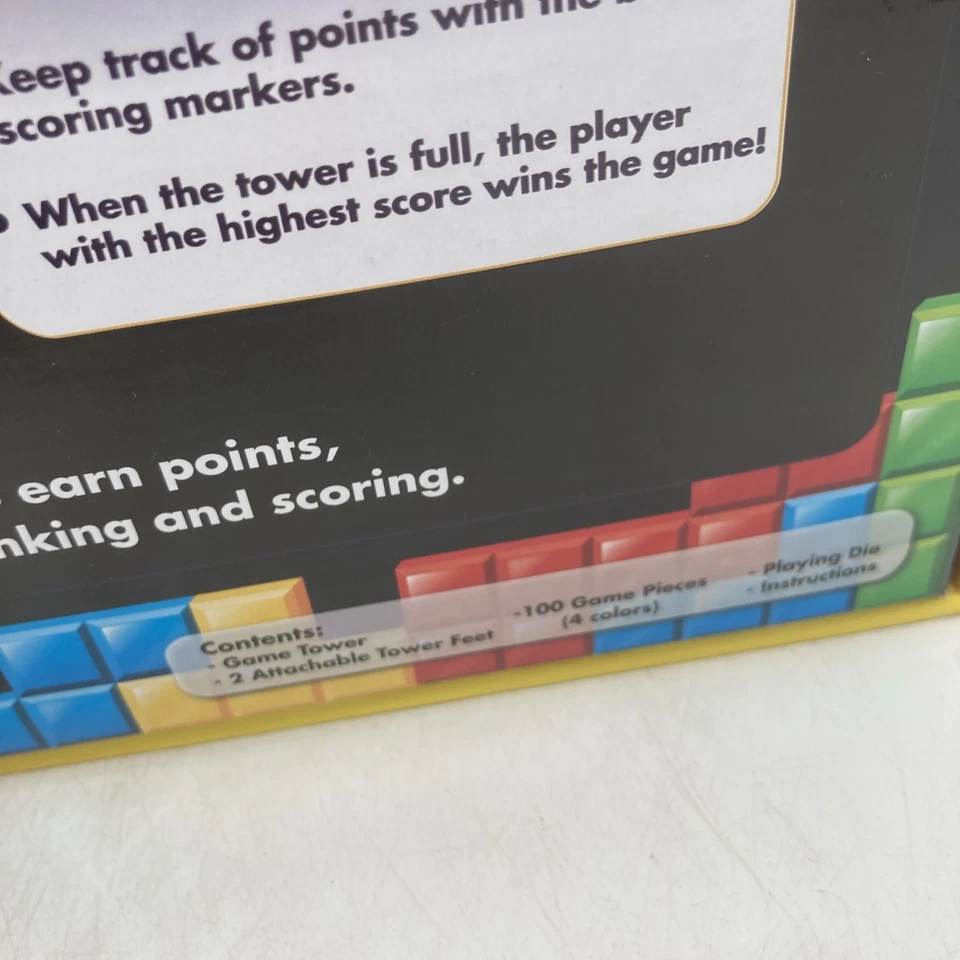 Keep track of points with the
scoring markers.
When the tower is full, the player
with the highest score wins the game!
earn points,
and scoring.
Contents:
- Game Tower
- 2 Attachable Tower Feet
-100 Game Pieces
(4 colors)
- Playing Die
- Instructions